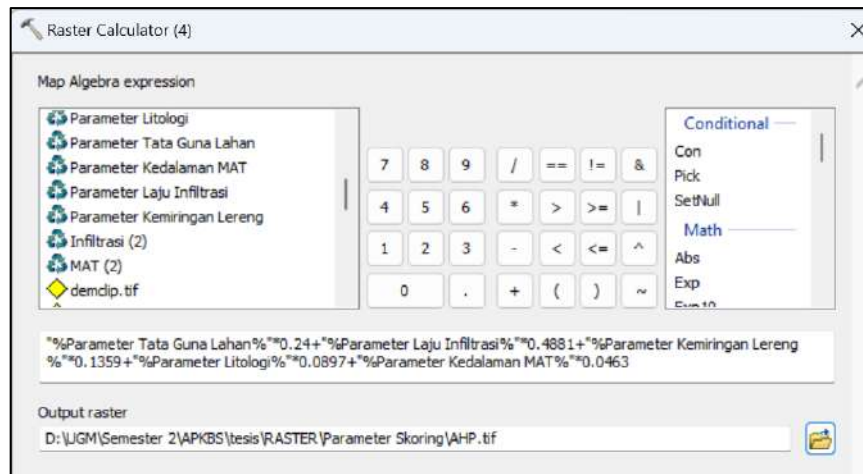 Raster Calculator (4)
Map Algebra expression
Parameter Litologi
Parameter Tata Guna Lahan
Parameter Kedalaman MAT
Parameter Laju Infiltrasi
Parameter Kemiringan Lereng
Infiltrasi (2)
MAT (2)
demclip.tif
7 8 9 / == != &
4 5 6 * > >= |
1 2 3 - < <= ^
0 . + ( ) ~
Conditional
Con
Pick
SetNull
Math
Abs
Exp
Exp10
"%Parameter Tata Guna Lahan%"*0.24+"%Parameter Laju Infiltrasi%"*0.4881+"%Parameter Kemiringan Lereng
%"*0.1359+"%Parameter Litologi%"*0.0897+"%Parameter Kedalaman MAT%"*0.0463
Output raster
D:\UGM\Semester 2\APKBS\tesis\RASTER\Parameter Skoring\AHP.tif